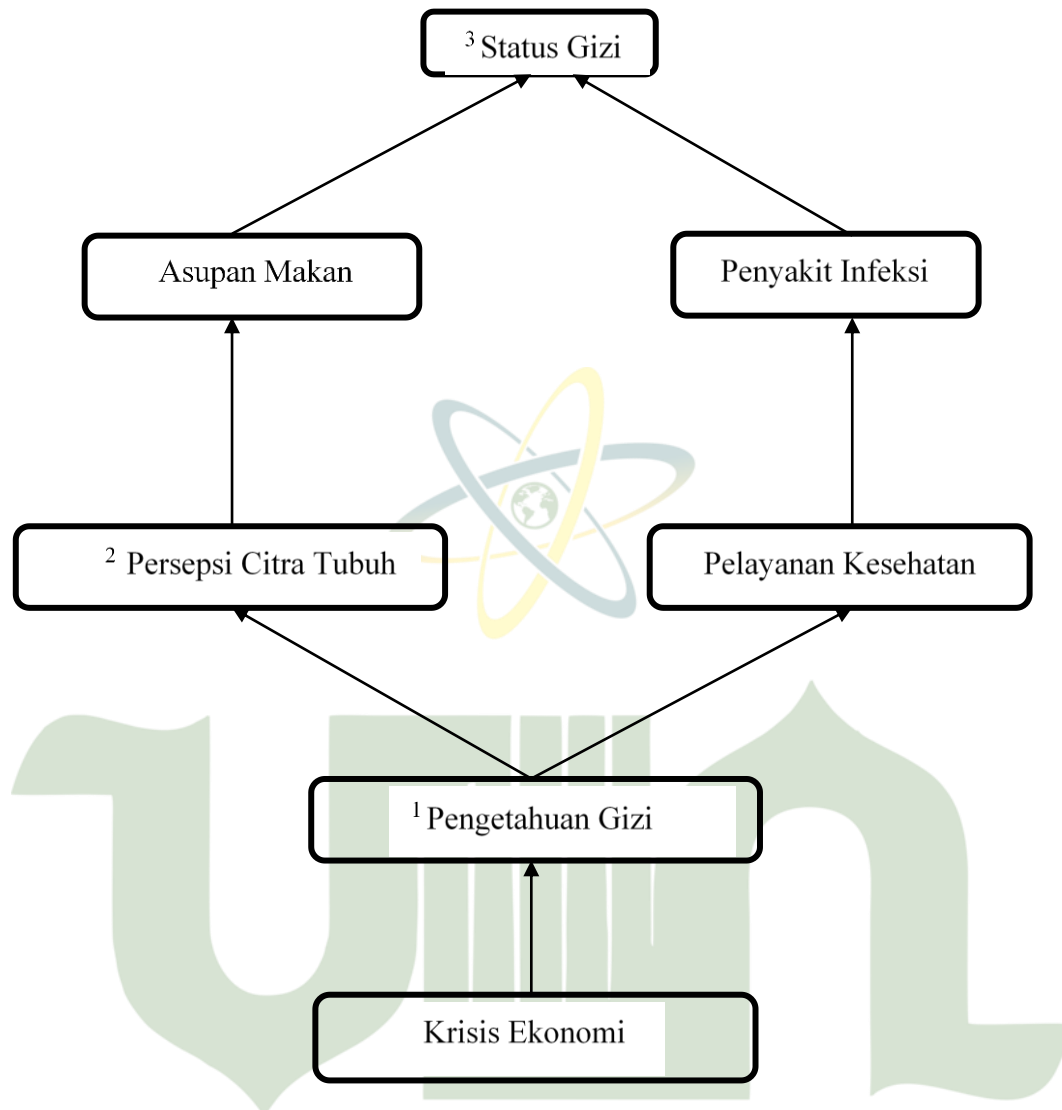 ³ Status Gizi
Asupan Makan
Penyakit Infeksi
² Persepsi Citra Tubuh
Pelayanan Kesehatan
¹ Pengetahuan Gizi
Krisis Ekonomi